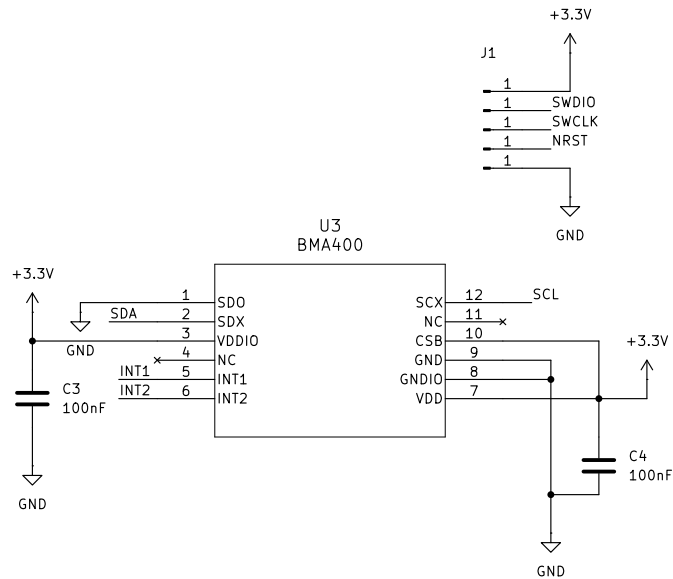 +3.3V
J1
1
1 SWDIO
1 SWCLK
1 NRST
1
GND
U3
BMA400
+3.3V
1 SDO
SDA 2 SDX
3 VDDIO
GND
4 NC
INT1 5 INT1
INT2 6 INT2
SCX 12 SCL
NC 11
CSB 10
GND 9
GNDIO 8
VDD 7
+3.3V
C3
100nF
GND
C4
100nF
GND